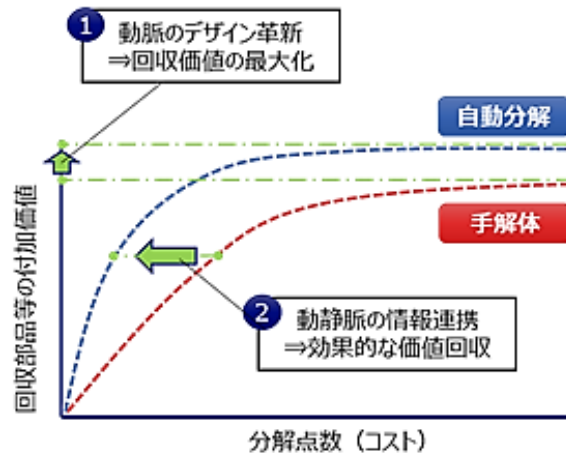 1
動脈のデザイン革新
⇒回収価値の最大化
自動分解
手解体
回収部品等の付加価値
2
動静脈の情報連携
⇒効果的な価値回収
分解点数（コスト）